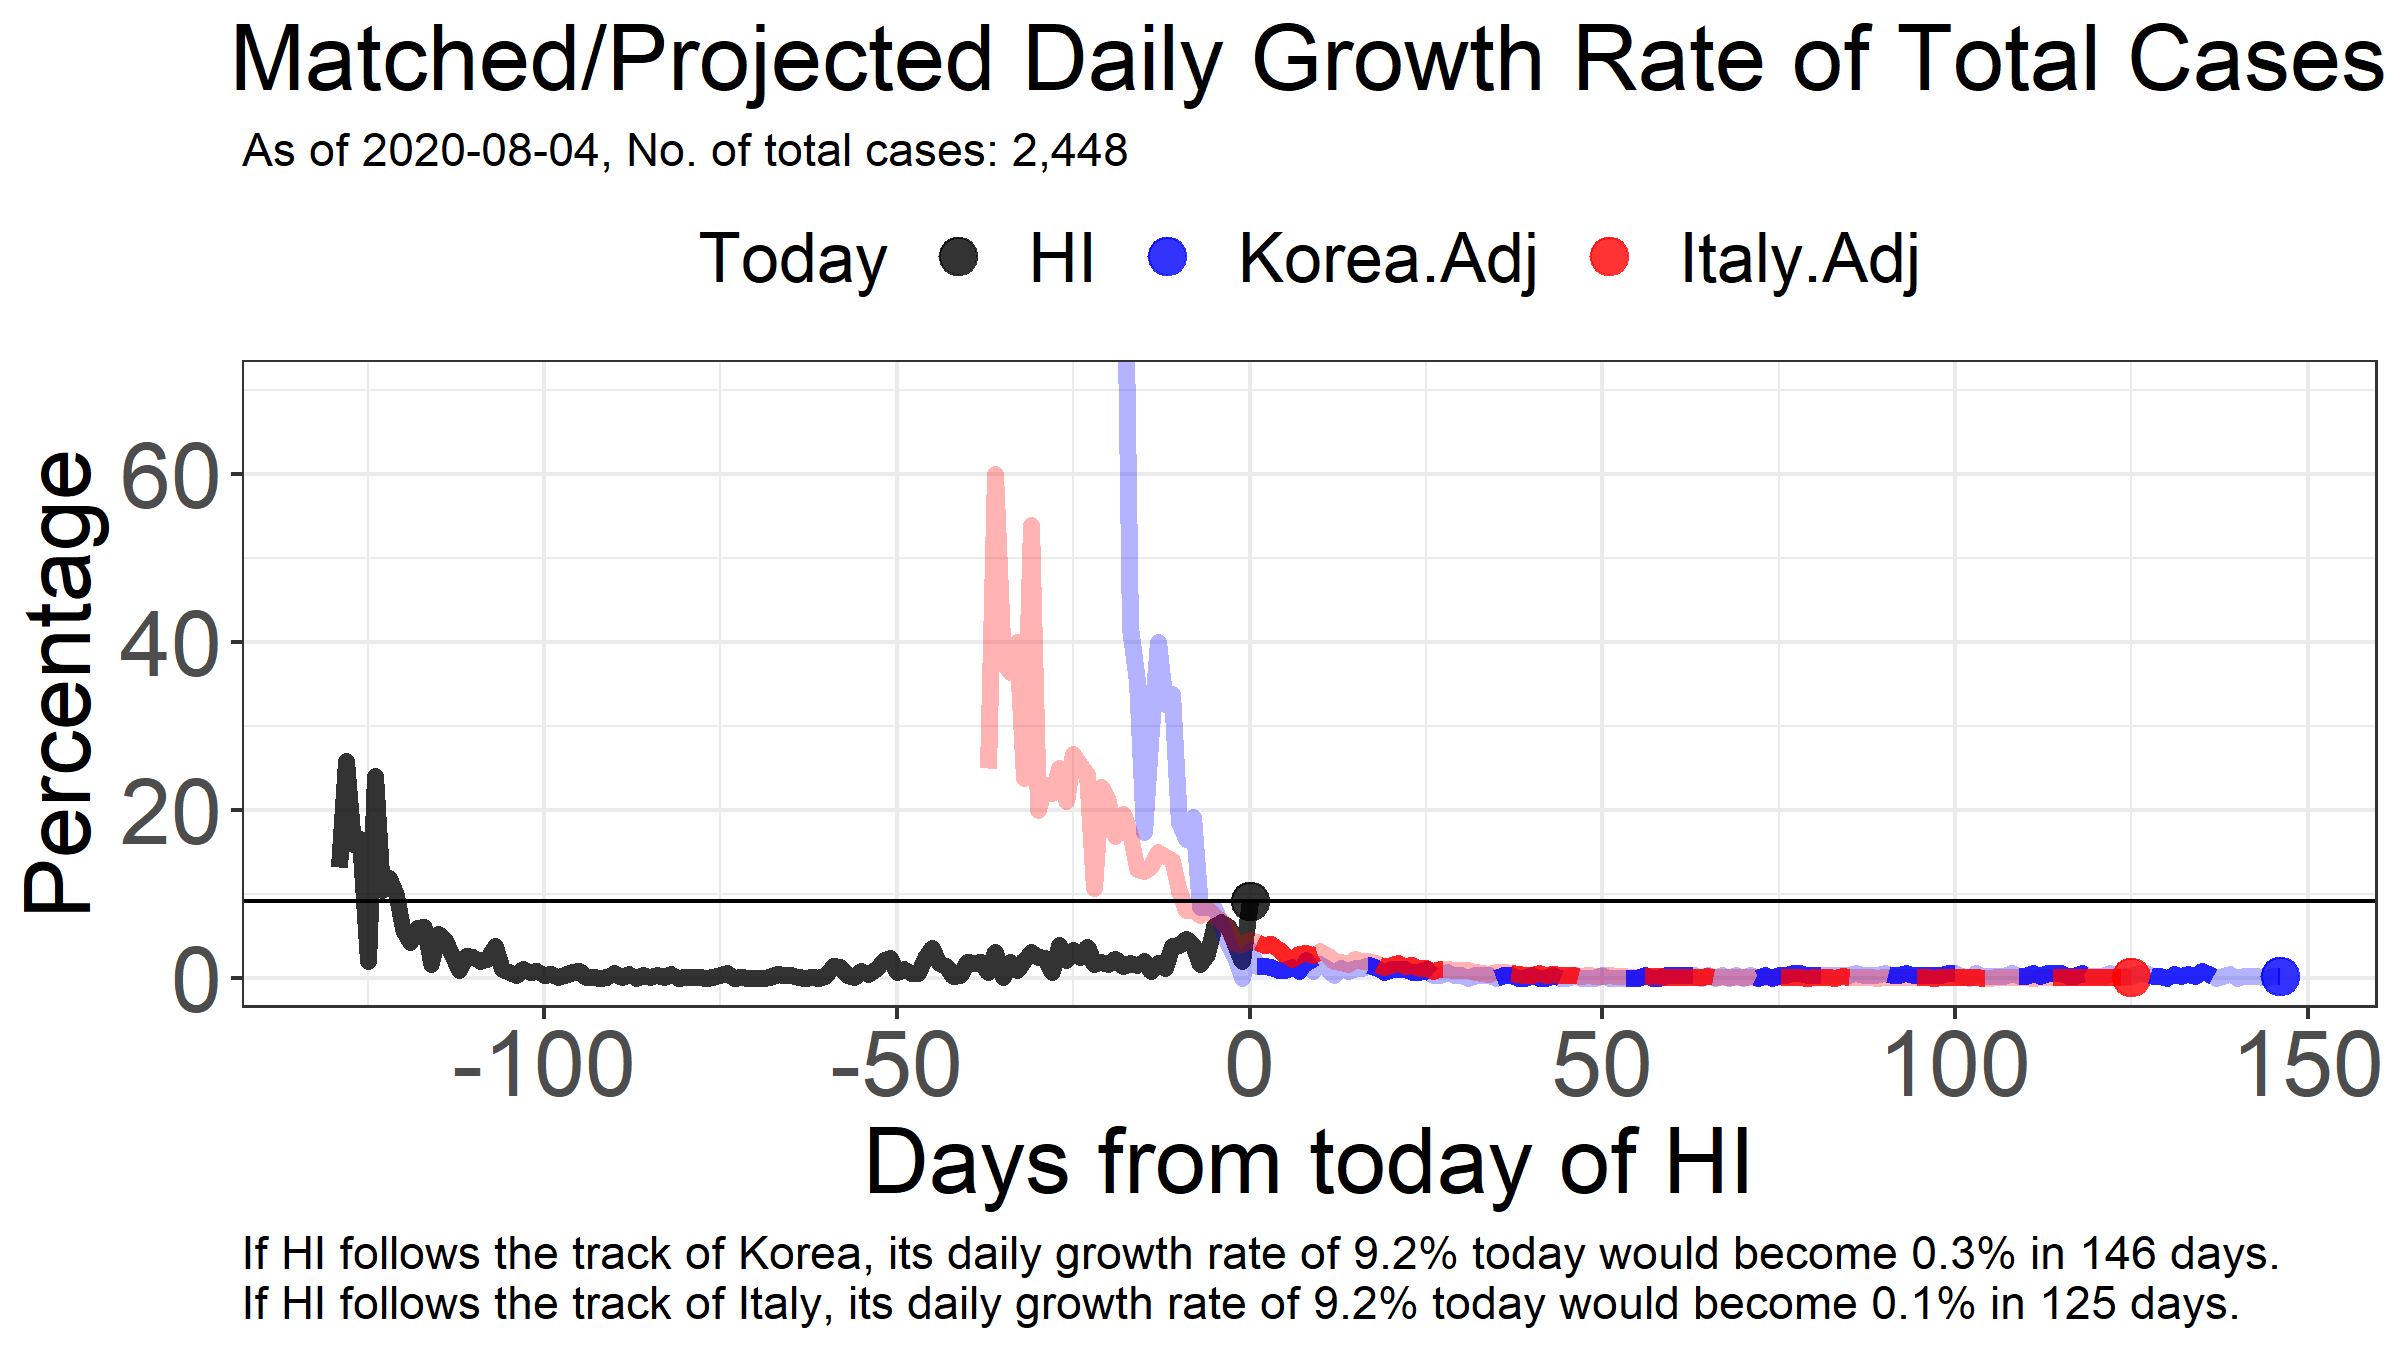 Matched/Projected Daily Growth Rate of Total Cases
As of 2020-08-04, No. of total cases: 2,448
Today HI Korea.Adj Italy.Adj
Percentage
60
40
20
0
-100 -50 0 50 100 150
Days from today of HI
If HI follows the track of Korea, its daily growth rate of 9.2% today would become 0.3% in 146 days.
If HI follows the track of Italy, its daily growth rate of 9.2% today would become 0.1% in 125 days.